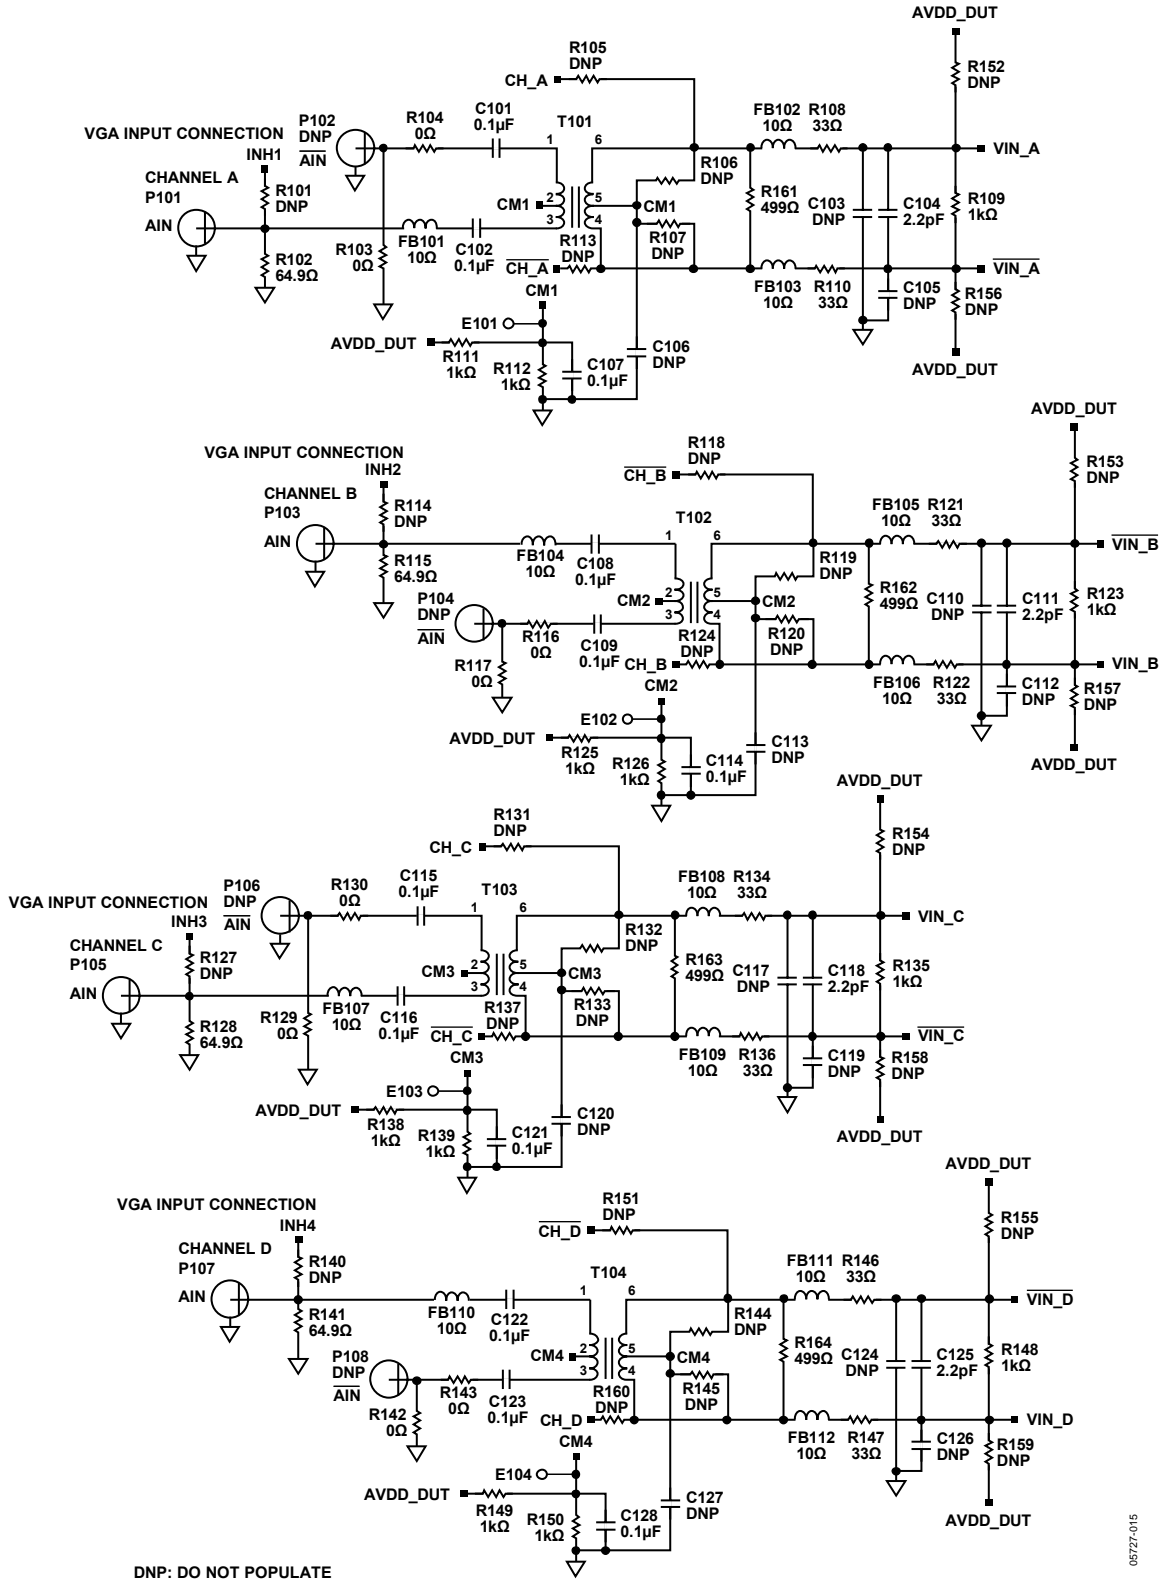 AVDD_DUT
R105
DNP
CH_A
R152
DNP
C101
0.1µF
FB102
10Ω
R108
33Ω
P102
DNP
AIN
R104
0Ω
T101
VGA INPUT CONNECTION
INH1
1
6
VIN_A
CHANNEL A
P101
R106
DNP
R101
DNP
R161
499Ω
C103
DNP
C104
2.2pF
R109
1kΩ
CM1
2
5
CM1
AIN
3
4
R107
DNP
FB101
10Ω
C102
0.1µF
R113
DNP
R103
0Ω
R102
64.9Ω
CH_A
VIN_A
FB103
10Ω
R110
33Ω
C105
DNP
R156
DNP
CM1
E101
AVDD_DUT
R111
1kΩ
R112
1kΩ
C107
0.1µF
C106
DNP
AVDD_DUT
AVDD_DUT
R118
DNP
VGA INPUT CONNECTION
INH2
CH_B
R153
DNP
CHANNEL B
P103
R114
DNP
FB105
10Ω
R121
33Ω
T102
AIN
1
6
VIN_B
FB104
10Ω
C108
0.1µF
R115
64.9Ω
R119
DNP
R162
499Ω
C110
DNP
C111
2.2pF
R123
1kΩ
P104
DNP
AIN
CM2
2
5
CM2
3
4
R116
0Ω
C109
0.1µF
R124
DNP
R120
DNP
R117
0Ω
CH_B
VIN_B
FB106
10Ω
R122
33Ω
C112
DNP
R157
DNP
CM2
E102
AVDD_DUT
R125
1kΩ
R126
1kΩ
C114
0.1µF
C113
DNP
AVDD_DUT
AVDD_DUT
R131
DNP
CH_C
R154
DNP
C115
0.1µF
FB108
10Ω
R134
33Ω
P106
DNP
AIN
R130
0Ω
T103
VGA INPUT CONNECTION
INH3
1
6
VIN_C
CHANNEL C
P105
R132
DNP
R127
DNP
R163
499Ω
C117
DNP
C118
2.2pF
R135
1kΩ
CM3
2
5
CM3
AIN
3
4
R133
DNP
FB107
10Ω
C116
0.1µF
R137
DNP
R129
0Ω
R128
64.9Ω
CH_C
VIN_C
FB109
10Ω
R136
33Ω
C119
DNP
R158
DNP
CM3
E103
AVDD_DUT
R138
1kΩ
R139
1kΩ
C121
0.1µF
C120
DNP
AVDD_DUT
AVDD_DUT
R151
DNP
VGA INPUT CONNECTION
INH4
CH_D
R155
DNP
CHANNEL D
P107
R140
DNP
FB111
10Ω
R146
33Ω
T104
AIN
1
6
VIN_D
FB110
10Ω
C122
0.1µF
R141
64.9Ω
R144
DNP
R164
499Ω
C124
DNP
C125
2.2pF
R148
1kΩ
P108
DNP
AIN
CM4
2
5
CM4
3
4
R143
0Ω
C123
0.1µF
R160
DNP
R145
DNP
R142
0Ω
CH_D
VIN_D
FB112
10Ω
R147
33Ω
C126
DNP
R159
DNP
CM4
E104
AVDD_DUT
R149
1kΩ
R150
1kΩ
C128
0.1µF
C127
DNP
AVDD_DUT
DNP: DO NOT POPULATE
05727-015